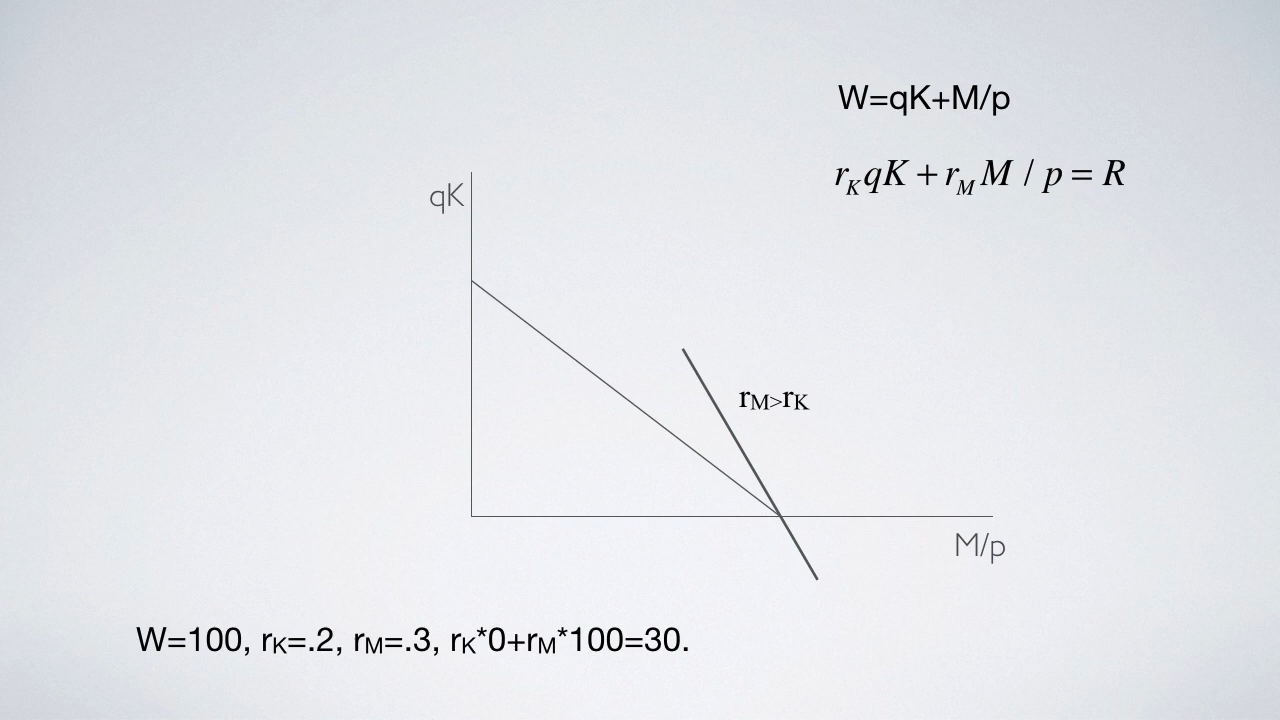 W=qK+M/p
r_K qK + r_M M / p = R
qK
r_M>r_K
M/p
W=100, r_K=.2, r_M=.3, r_K*0+r_M*100=30.